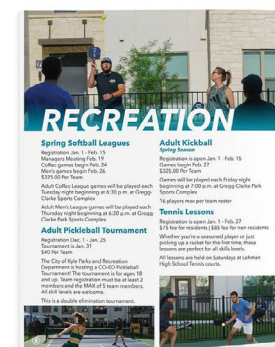 RECREATION
Spring Softball Leagues
Registration Jan. 1 - Feb. 15
Managers Meeting Feb. 19
CoRec games begin Feb. 24
Men's games begin Feb. 26
$325.00 Per Team
Adult CoRec League games will be played each
Tuesday night beginning at 6:30 p.m. at Gregg-
Clarke Sports Complex
Adult Men's League games will be played each
Thursday night beginning at 6:30 p.m. at Gregg-
Clarke Park Sports Complex
Adult Pickleball Tournament
Registration Dec. 1 - Jan. 25
Tournament is Jan. 31
$40 Per Team
The City of Kyle Parks and Recreation
Department is hosting a CO-ED Pickleball
Tournament! The tournament is for ages 18
and up. Team registration must be at least 2
members and the MAX of 5 team members.
All skill levels are welcome.
This is a double elimination tournament.
Adult Kickball
Spring Season
Registration is open Jan. 1 - Feb. 15
Games begin Feb. 27
$325.00 Per Team
Games will be played each Friday night
beginning at 7:00 p.m. at Gregg-Clarke Park
Sports Complex
16 players max per team roster
Tennis Lessons
Registration is open Jan. 1 - Feb. 27
$75 fee for residents | $85 fee for non residents
Whether you're a seasoned player or just
picking up a racket for the first time, these
lessons are perfect for all skills levels.
All lessons are held on Saturdays at Lehman
High School Tennis courts.